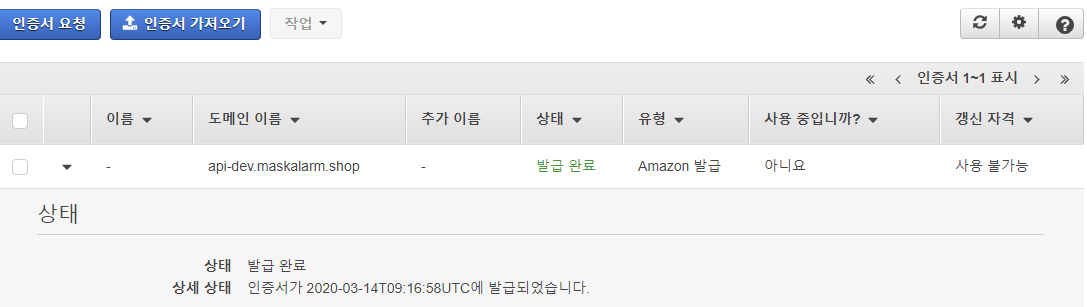 인증서 요청 인증서 가져오기 작업
인증서 1~1 표시
이름 도메인 이름 추가 이름 상태 유형 사용 중입니까? 갱신 자격
- api-dev.maskalarm.shop - 발급 완료 Amazon 발급 아니요 사용 불가능
상태
상태 발급 완료
상세 상태 인증서가 2020-03-14T09:16:58UTC에 발급되었습니다.